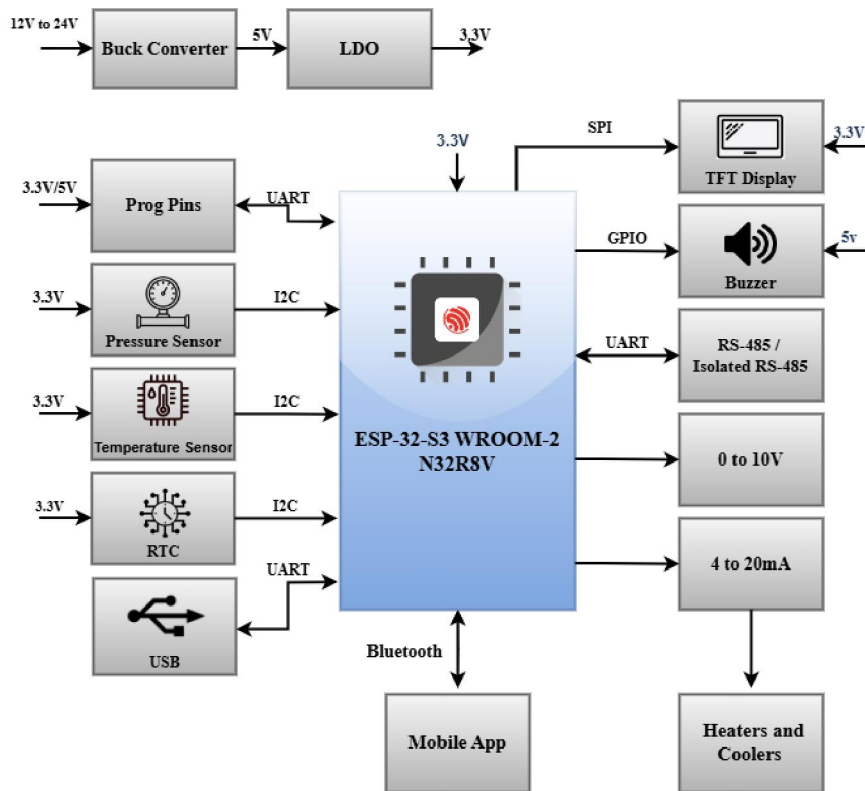 12V to 24V
Buck Converter
5V
LDO
3.3V
3.3V
SPI
TFT Display
3.3V
3.3V/5V
Prog Pins
UART
GPIO
Buzzer
5v
3.3V
Pressure Sensor
I2C
UART
RS-485 /
Isolated RS-485
3.3V
Temperature Sensor
I2C
ESP-32-S3 WROOM-2
N32R8V
0 to 10V
3.3V
RTC
I2C
4 to 20mA
UART
USB
Bluetooth
Mobile App
Heaters and
Coolers